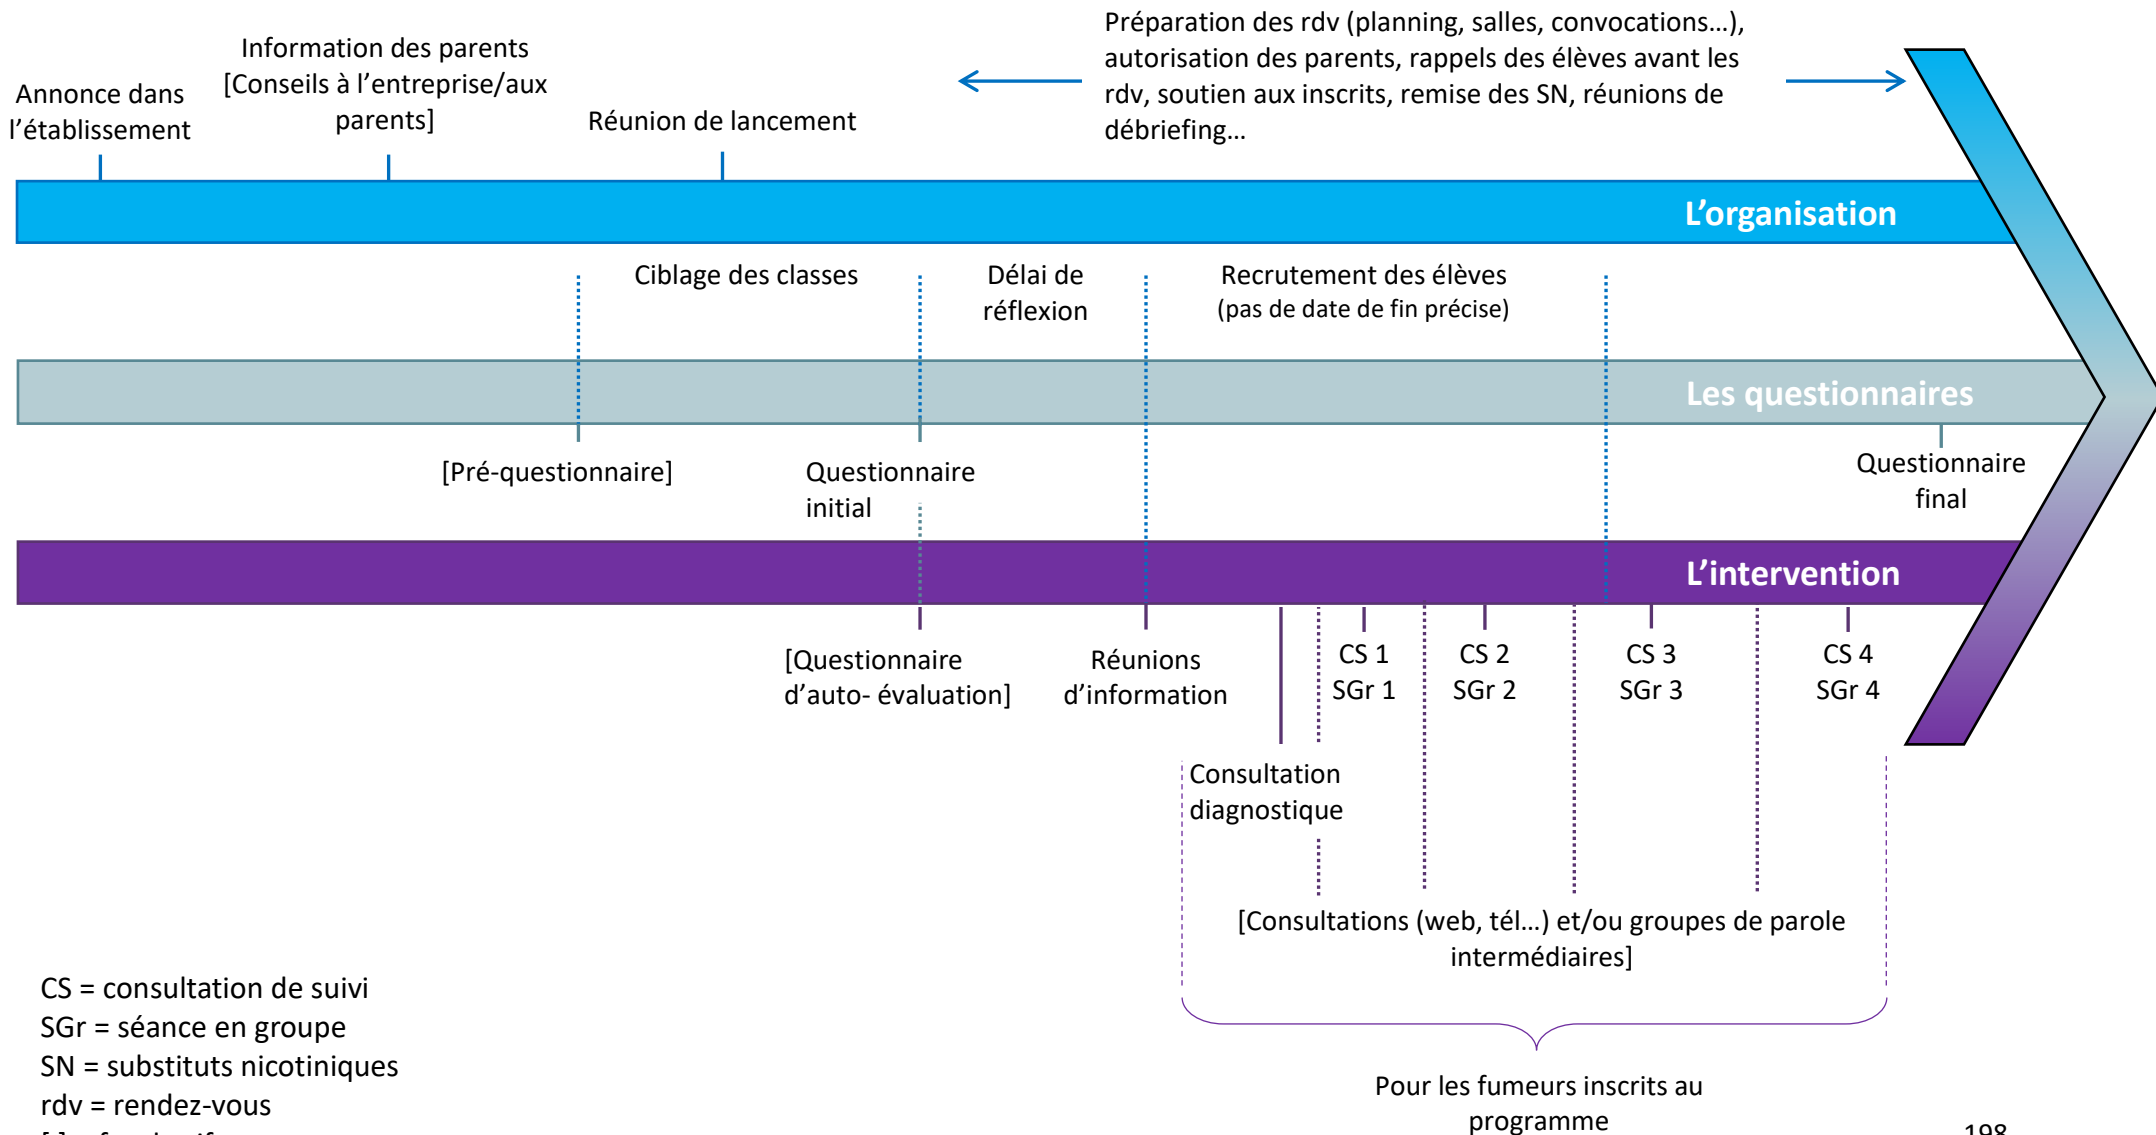 Annonce dans
l'établissement
Information des parents
[Conseils à l'entreprise/aux
parents]
Réunion de lancement
Préparation des rdv (planning, salles, convocations…),
autorisation des parents, rappels des élèves avant les
rdv, soutien aux inscrits, remise des SN, réunions de
débriefing…
L'organisation
Ciblage des classes
Délai de
réflexion
Recrutement des élèves
(pas de date de fin précise)
Les questionnaires
[Pré-questionnaire]
Questionnaire
initial
Questionnaire
final
L'intervention
[Questionnaire
d'auto- évaluation]
Réunions
d'information
CS 1
SGr 1
CS 2
SGr 2
CS 3
SGr 3
CS 4
SGr 4
Consultation
diagnostique
[Consultations (web, tél…) et/ou groupes de parole
intermédiaires]
Pour les fumeurs inscrits au
programme
CS = consultation de suivi
SGr = séance en groupe
SN = substituts nicotiniques
rdv = rendez-vous
198